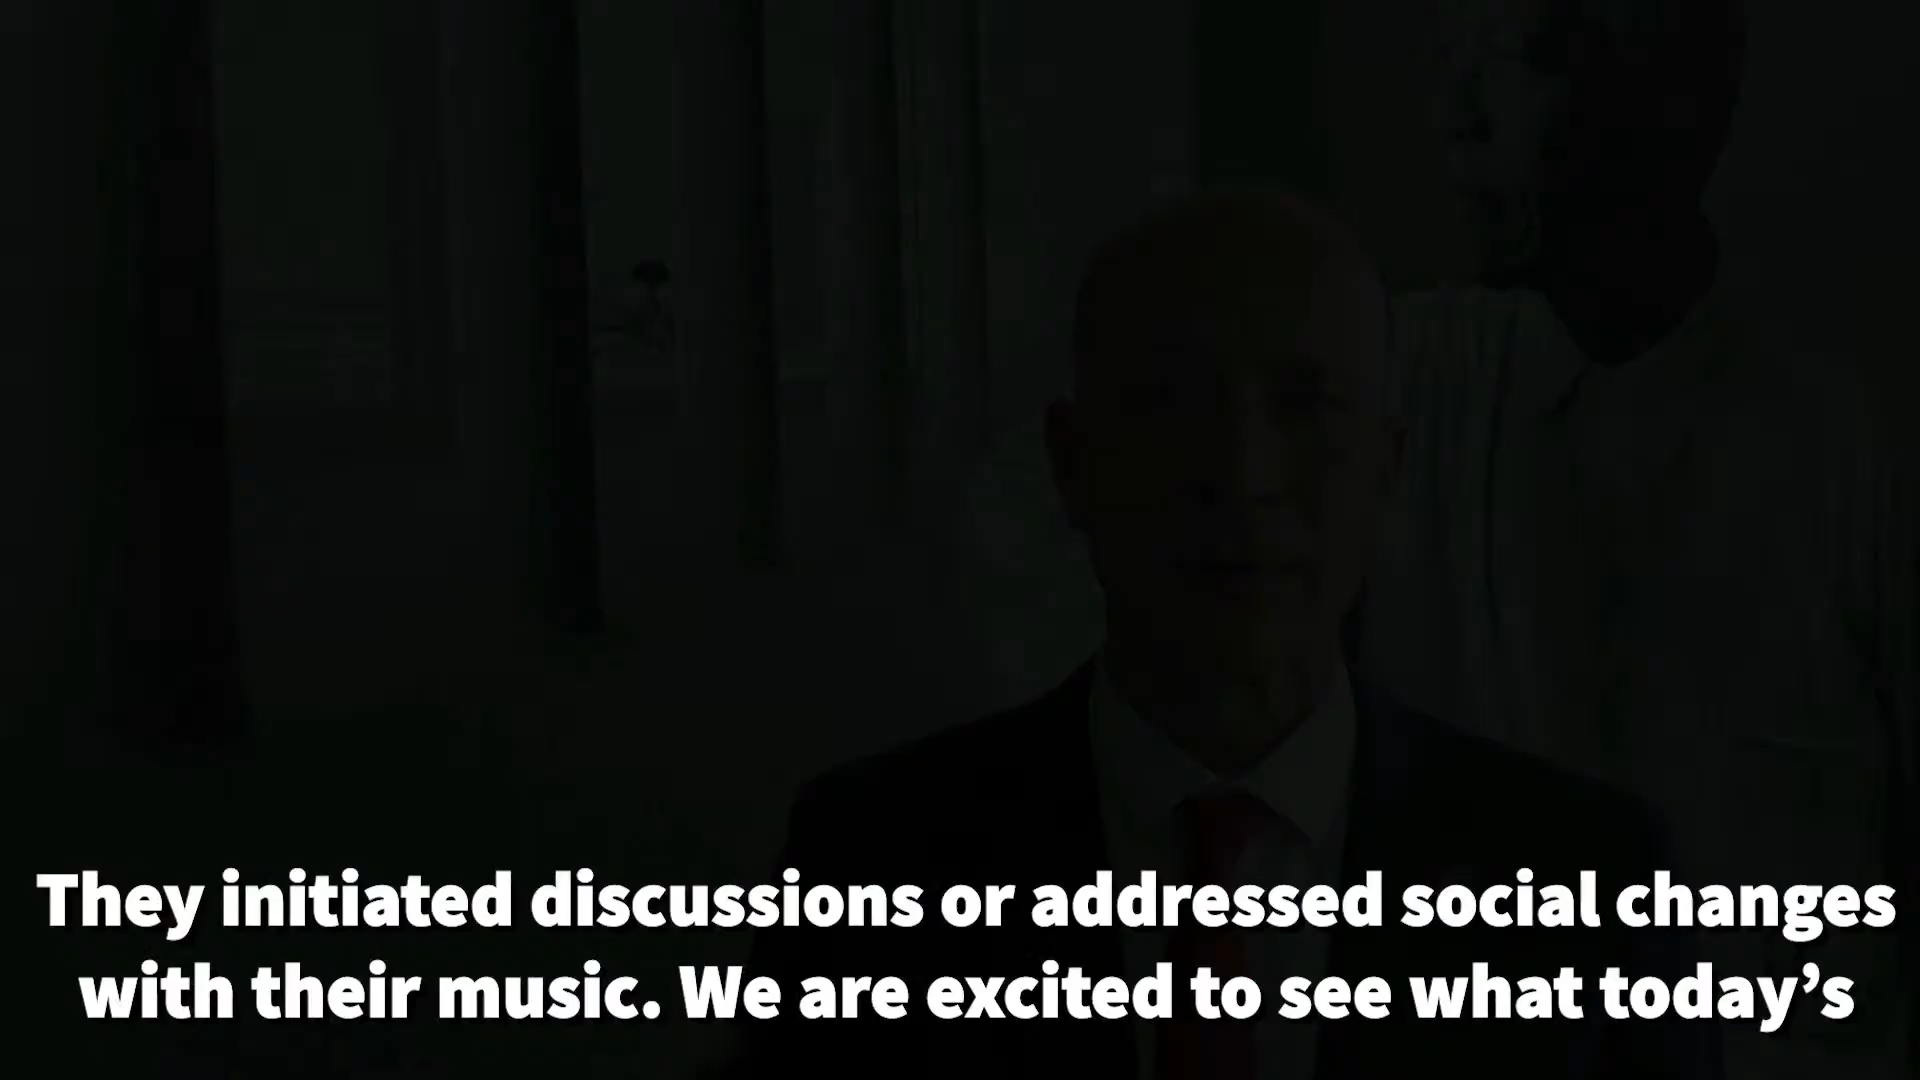 They initiated discussions or addressed social changes
with their music. We are excited to see what today’s